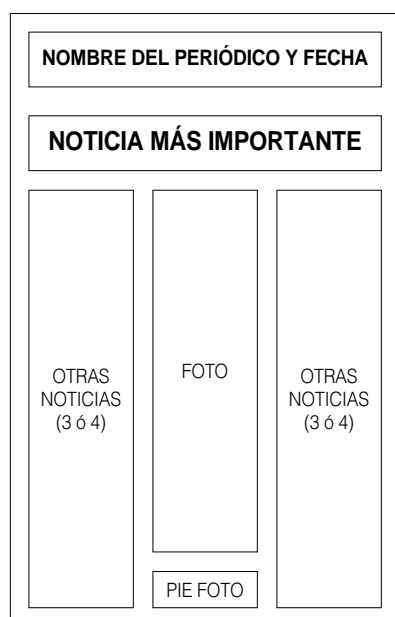 NOMBRE DEL PERIÓDICO Y FECHA
NOTICIA MÁS IMPORTANTE
OTRAS
NOTICIAS
(3 ó 4)
FOTO
PIE FOTO
OTRAS
NOTICIAS
(3 ó 4)